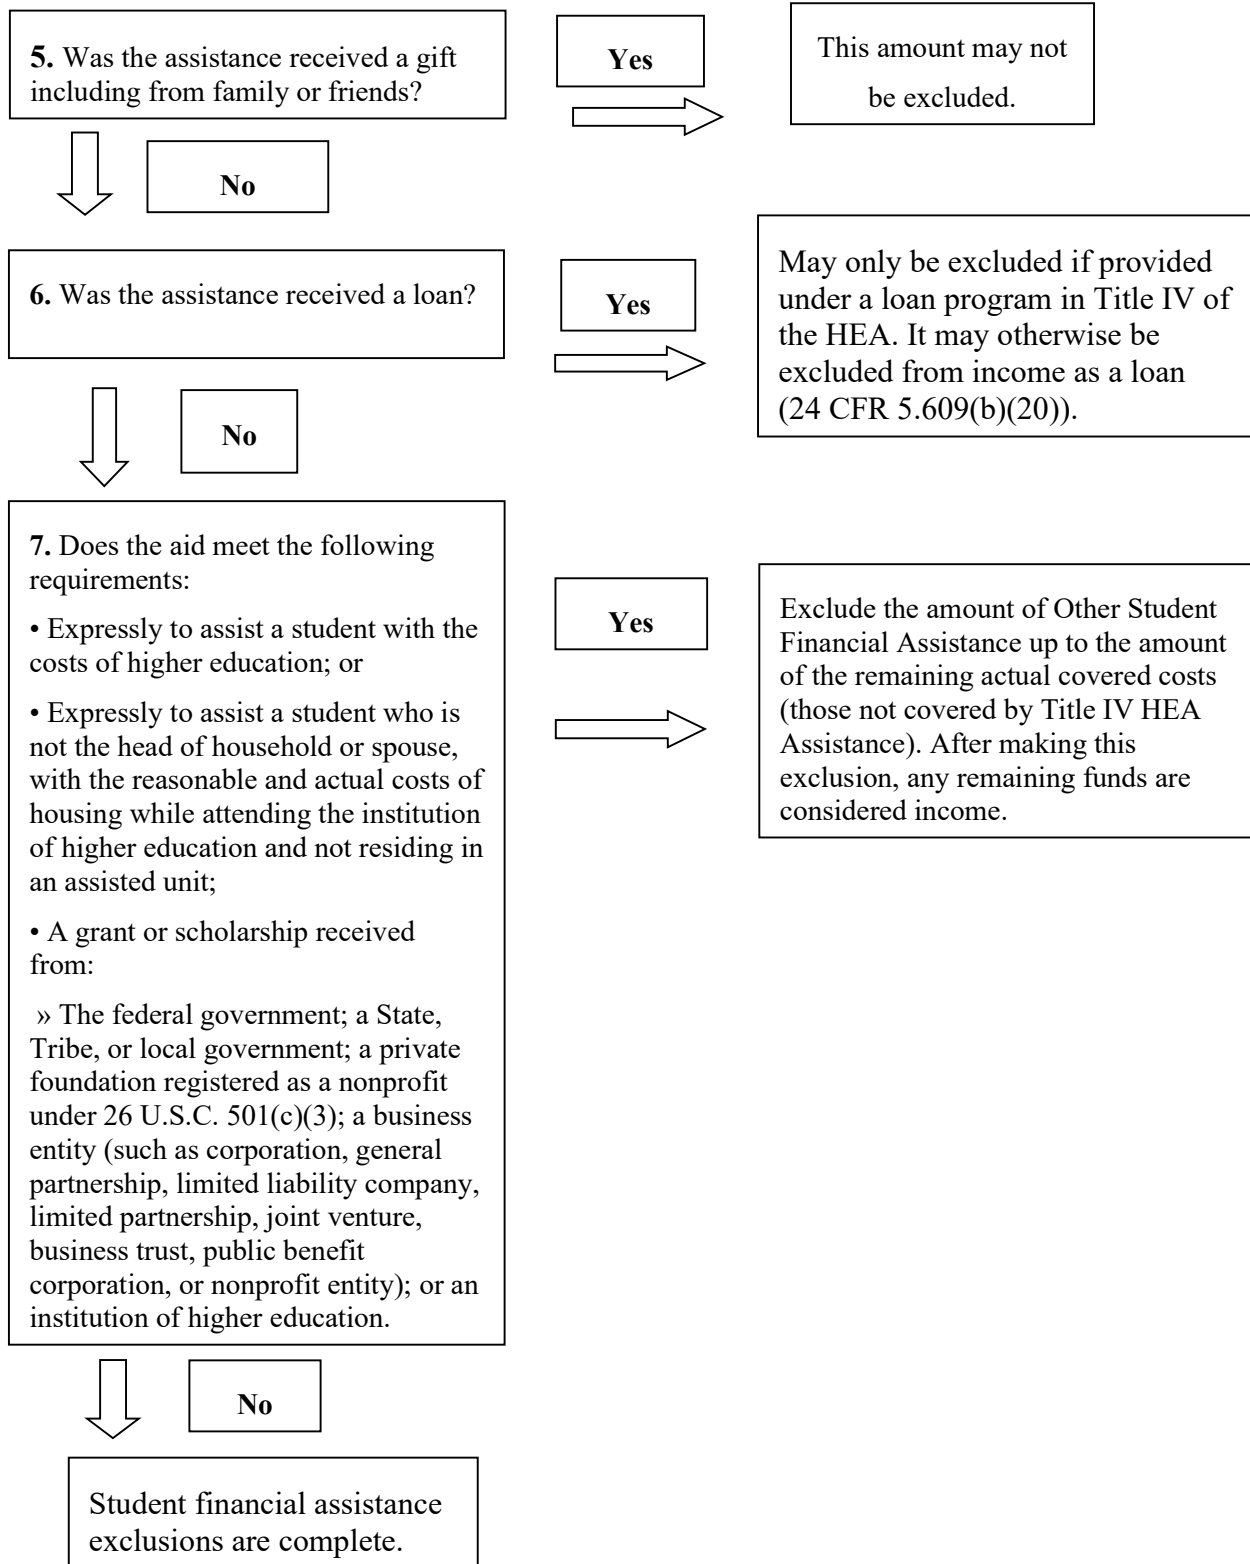 5. Was the assistance received a gift
including from family or friends?
Yes
This amount may not
be excluded.
No
6. Was the assistance received a loan?
Yes
May only be excluded if provided
under a loan program in Title IV of
the HEA. It may otherwise be
excluded from income as a loan
(24 CFR 5.609(b)(20)).
No
7. Does the aid meet the following
requirements:
• Expressly to assist a student with the
costs of higher education; or
• Expressly to assist a student who is
not the head of household or spouse,
with the reasonable and actual costs of
housing while attending the institution
of higher education and not residing in
an assisted unit;
• A grant or scholarship received
from:
» The federal government; a State,
Tribe, or local government; a private
foundation registered as a nonprofit
under 26 U.S.C. 501(c)(3); a business
entity (such as corporation, general
partnership, limited liability company,
limited partnership, joint venture,
business trust, public benefit
corporation, or nonprofit entity); or an
institution of higher education.
Yes
Exclude the amount of Other Student
Financial Assistance up to the amount
of the remaining actual covered costs
(those not covered by Title IV HEA
Assistance). After making this
exclusion, any remaining funds are
considered income.
No
Student financial assistance
exclusions are complete.